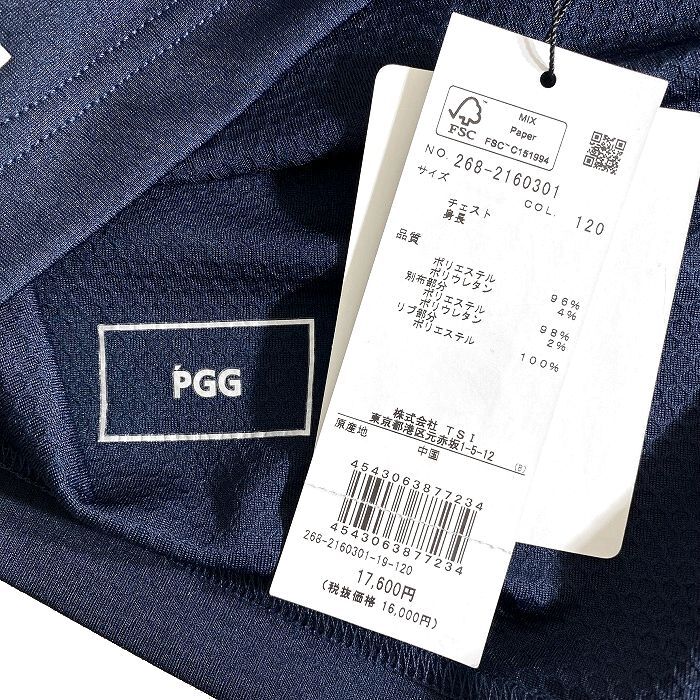 MIX
Paper
FSC™ C151994
FSC
NO. 268-2160301
サイズ COL. 120
チェスト
身長
品質
ポリエステル 96%
ポリウレタン 4%
別布部分
ポリエステル 98%
ポリウレタン 2%
リブ部分
ポリエステル 100%
株式会社 TSI
東京都港区元赤坂1-5-12
原産地 中国
4543063877234
4543063877234
268-2160301-19-120
17,600円
(税抜価格 16,000円)
PGG